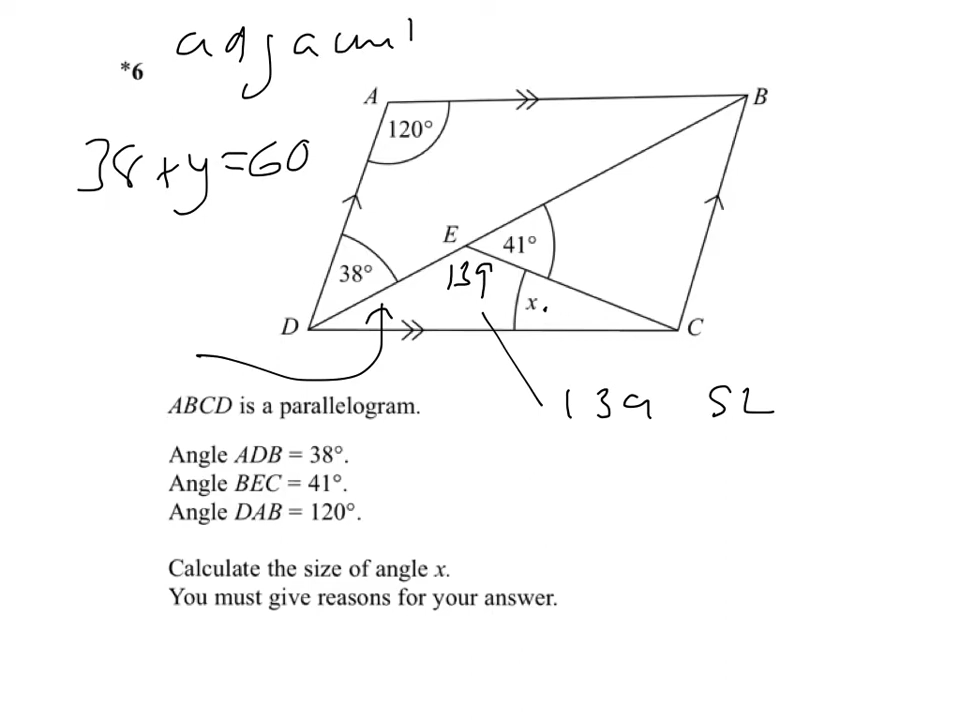 adjacent
*6
A
B
120°
38+y=60
E
41°
38°
139
x.
D
C
ABCD is a parallelogram.
139 SL
Angle ADB = 38°.
Angle BEC = 41°.
Angle DAB = 120°.
Calculate the size of angle x.
You must give reasons for your answer.